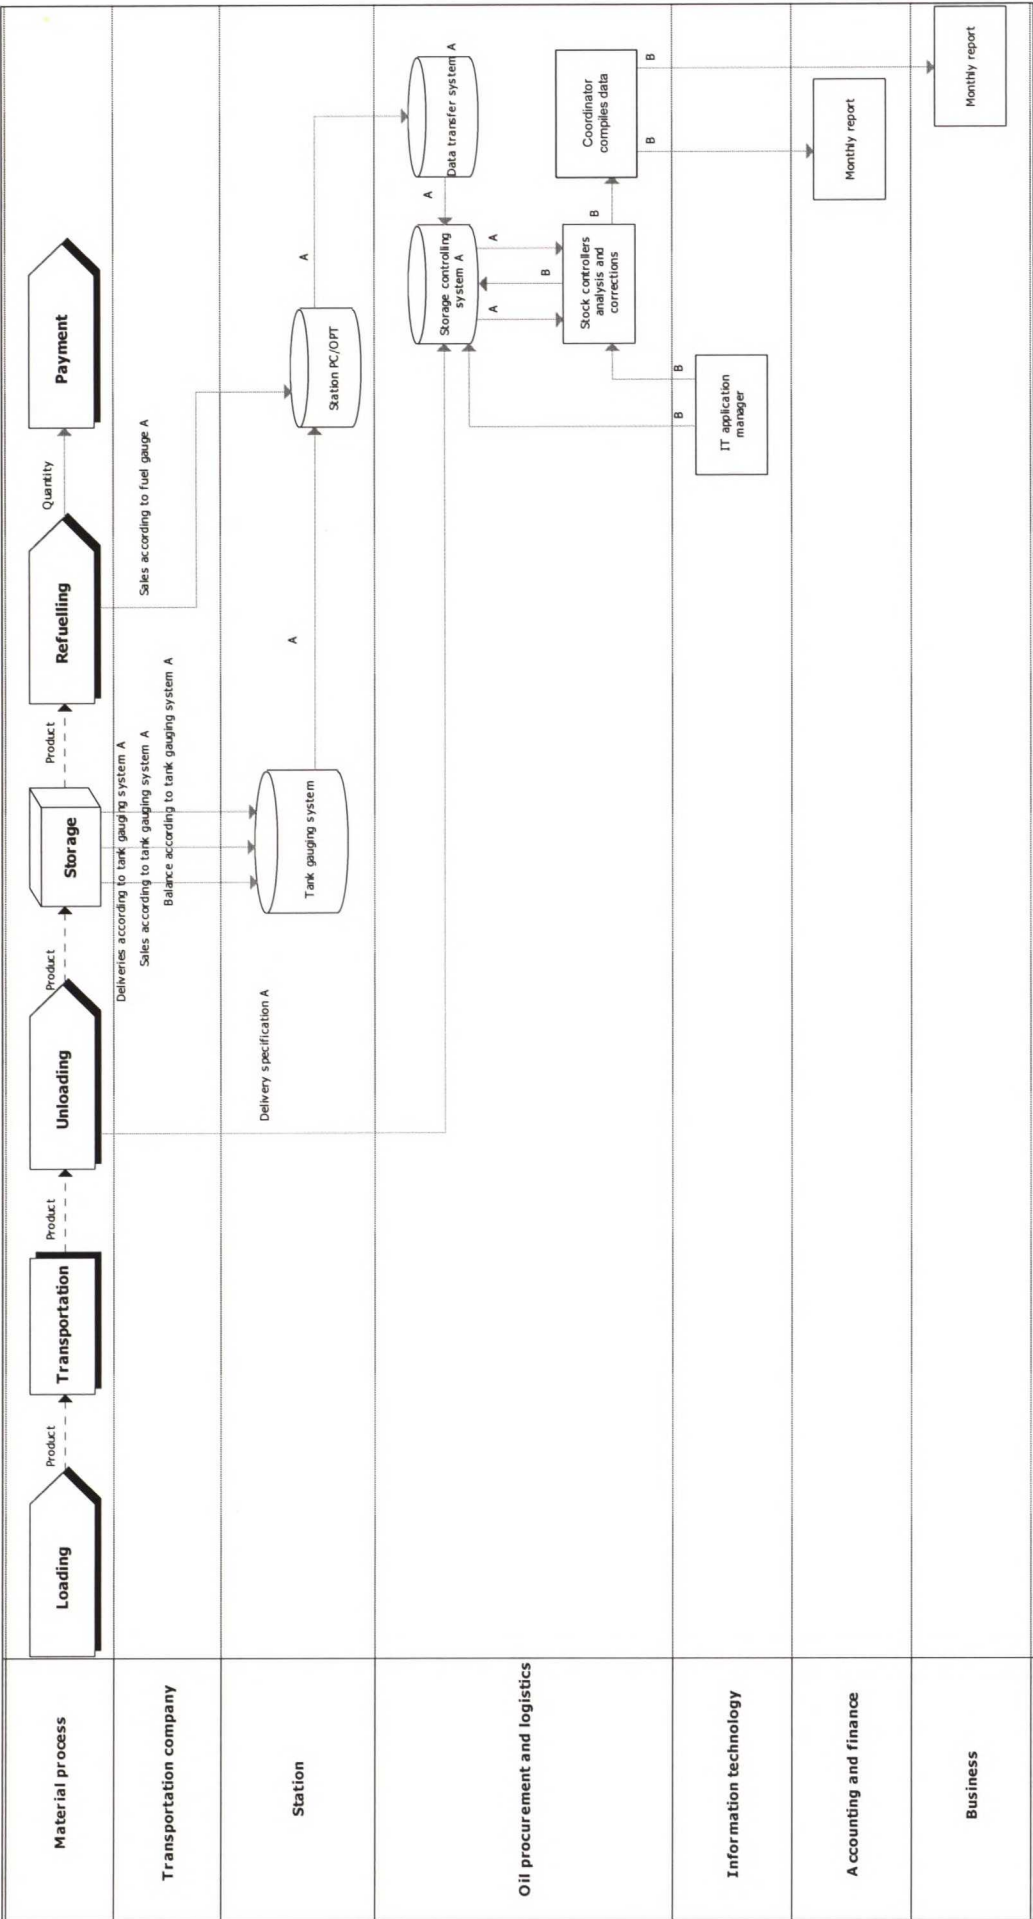 Material process
Loading
Product
Transportation
Product
Unloading
Product
Storage
Product
Refuelling
Quantity
Payment
Transportation company
Deliveries according to tank gauging system A
Sales according to tank gauging system A
Balance according to tank gauging system A
Sales according to fuel gauge A
Station
Delivery specification A
Tank gauging system
A
Station PC/OPT
A
Oil procurement and logistics
Storage controlling
system A
A
Data transfer system A
A
B
A
Stock controllers
analysis and
corrections
B
Coordinator
compiles data
B
B
Information technology
B
B
IT application
manager
Accounting and finance
Monthly report
Business
Monthly report